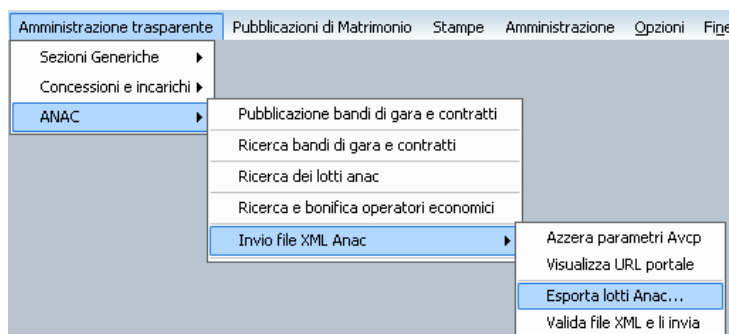 Amministrazione trasparente Pubblicazioni di Matrimonio Stampe Amministrazione Opzioni Fine
Sezioni Generiche
Concessioni e incarichi
ANAC
Pubblicazione bandi di gara e contratti
Ricerca bandi di gara e contratti
Ricerca dei lotti anac
Ricerca e bonifica operatori economici
Invio file XML Anac
Azzera parametri Avcp
Visualizza URL portale
Esporta lotti Anac...
Valida file XML e li invia